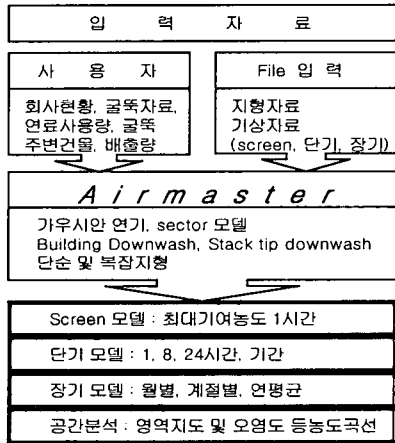 입 력 자 료
사 용 자
회사현황, 굴뚝자료,
연료사용량, 굴뚝
주변건물, 배출량
File 입 력
지형자료
기상자료
(screen, 단기, 장기)
Airmaster
가우시안 연기, sector 모델
Building Downwash, Stack tip downwash
단순 및 복잡지형
Screen 모델 : 최대기여농도 1시간
단기 모델 : 1, 8, 24시간, 기간
장기 모델 : 월별, 계절별, 연평균
공간분석 : 영역지도 및 오염도 등농도곡선